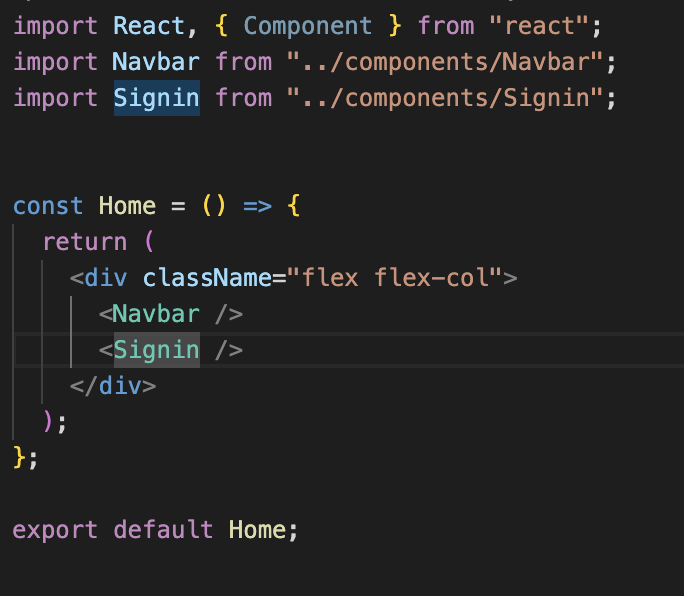 import React, { Component } from "react";
import Navbar from "../components/Navbar";
import Signin from "../components/Signin";
const Home = () => {
return (
<div className="flex flex-col">
<Navbar />
<Signin />
</div>
);
};
export default Home;